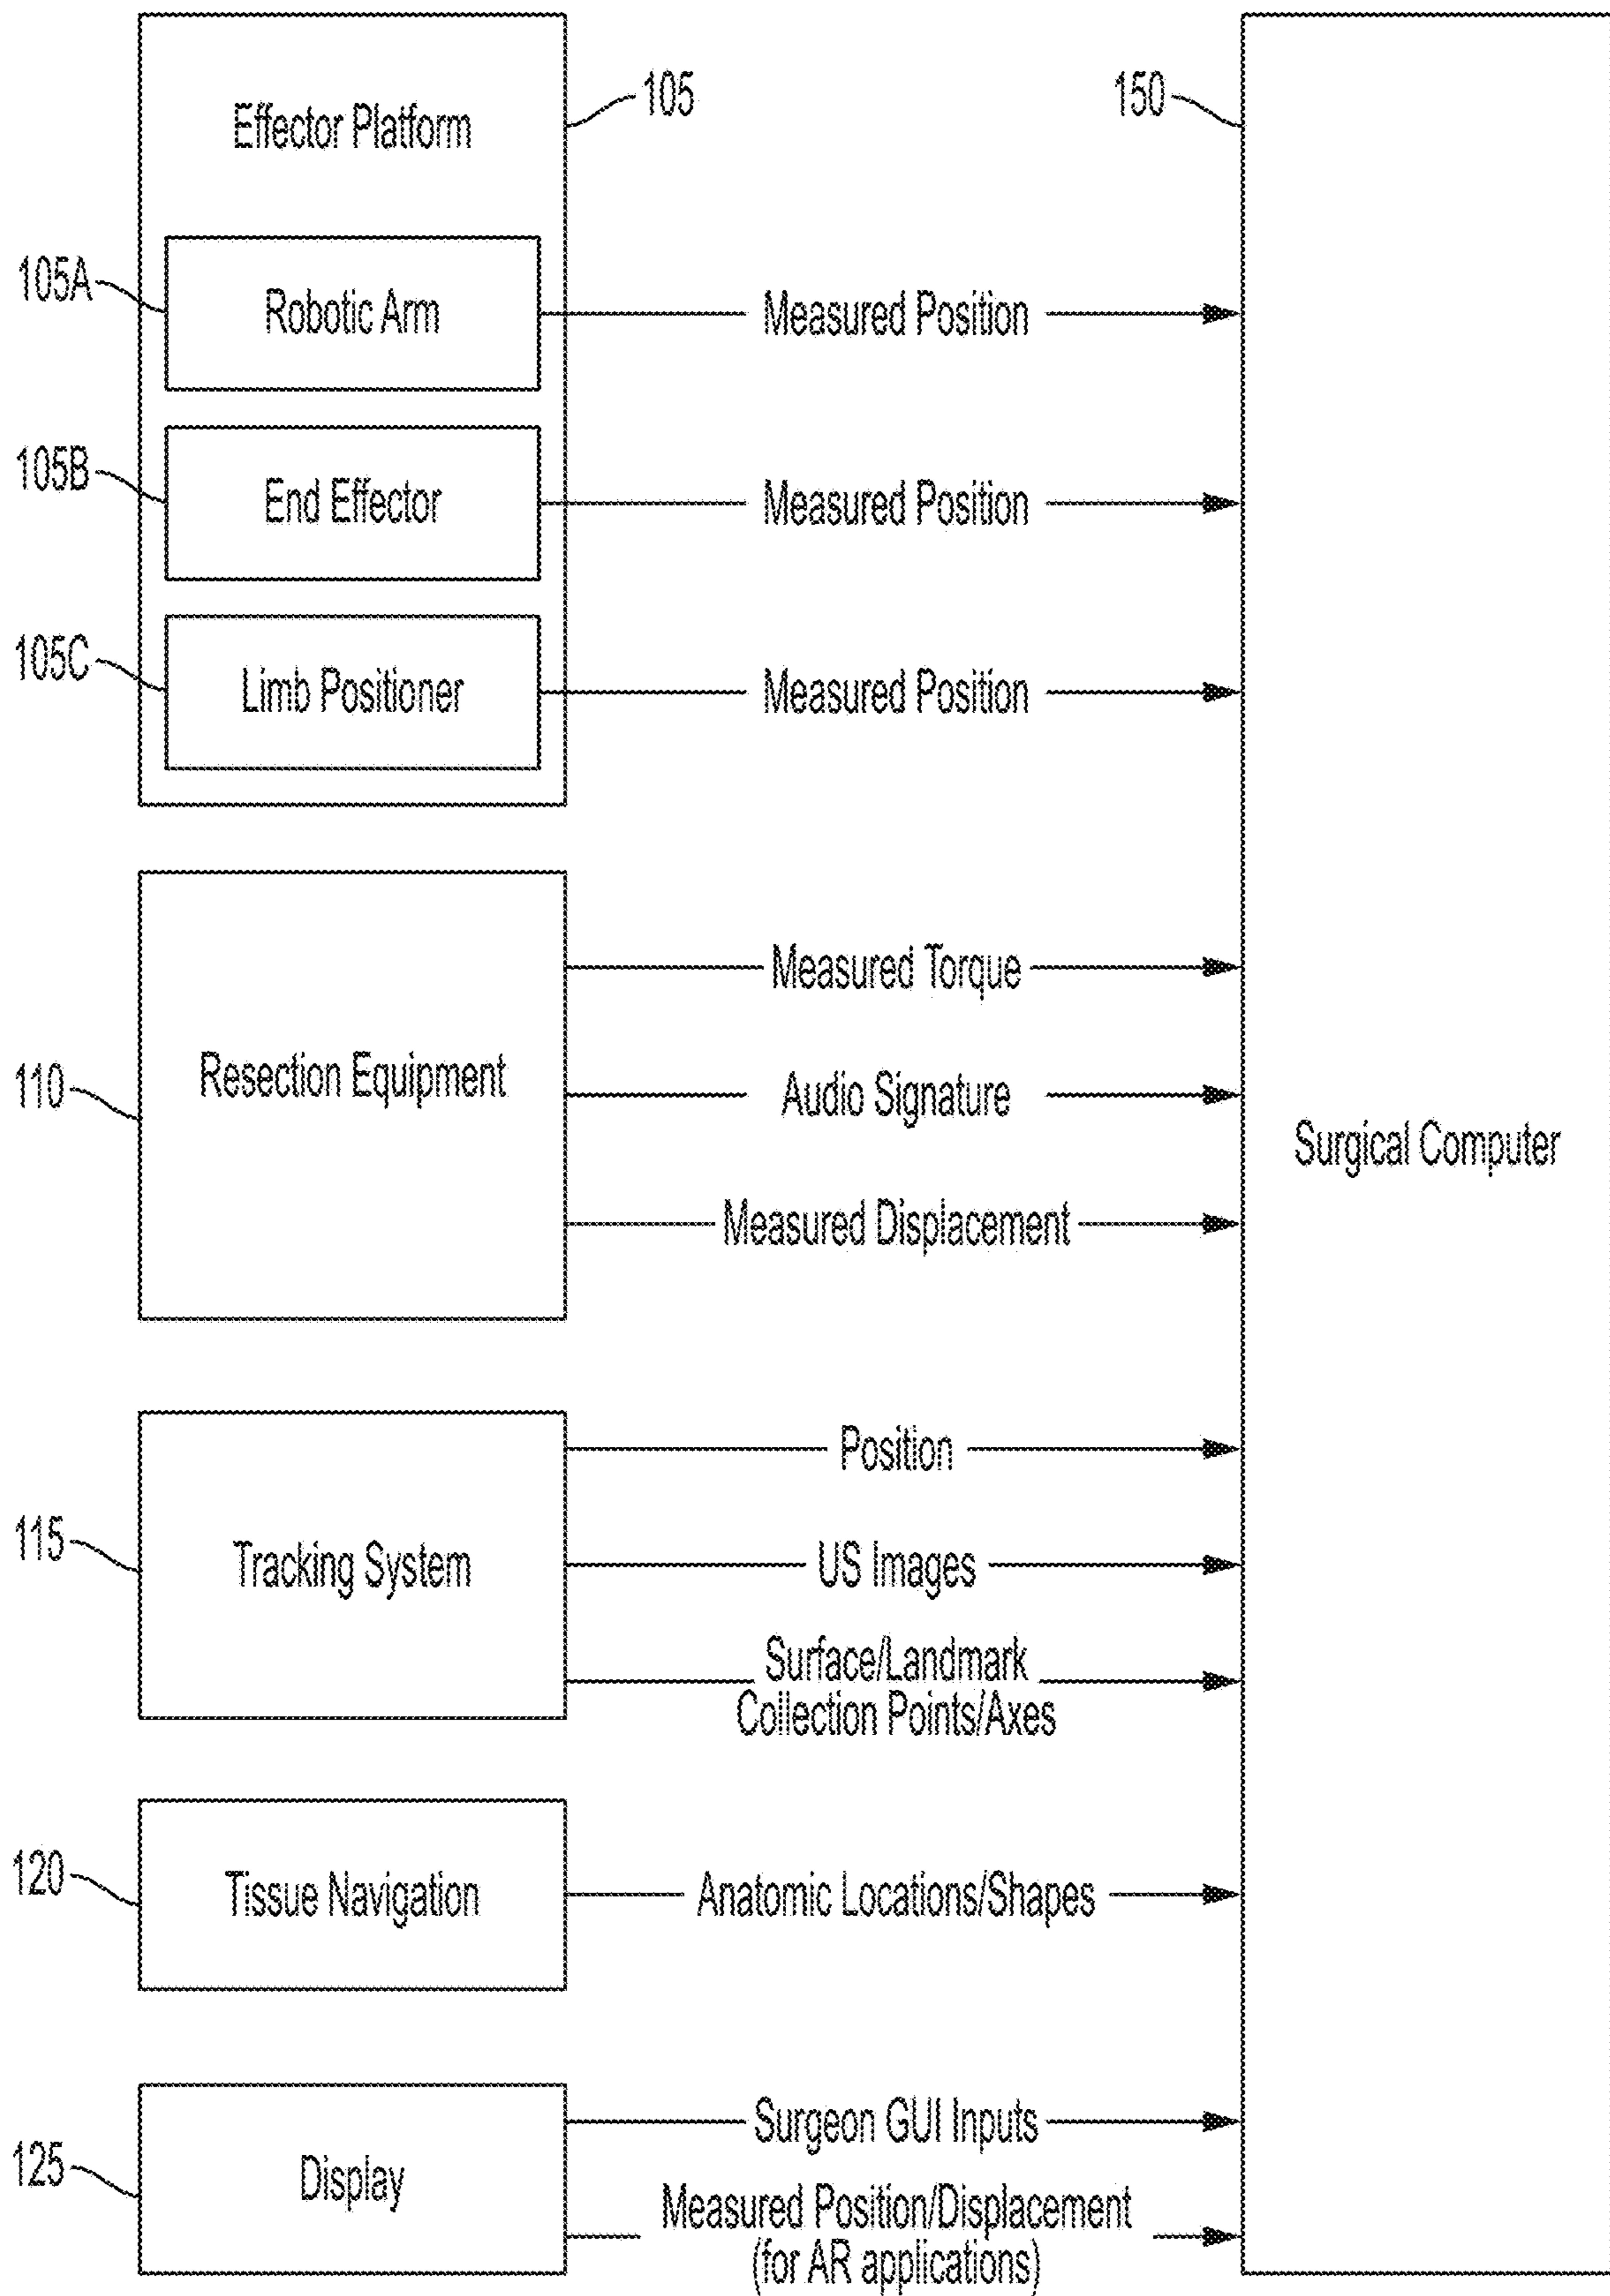 Effector Platform
105
150
105A
Robotic Arm
Measured Position
105B
End Effector
Measured Position
105C
Limb Positioner
Measured Position
110
Resection Equipment
Measured Torque
Audio Signature
Measured Displacement
Surgical Computer
115
Tracking System
Position
US Images
Surface/Landmark
Collection Points/Axes
120
Tissue Navigation
Anatomic Locations/Shapes
125
Display
Surgeon GUI Inputs
Measured Position/Displacement
(for AR applications)